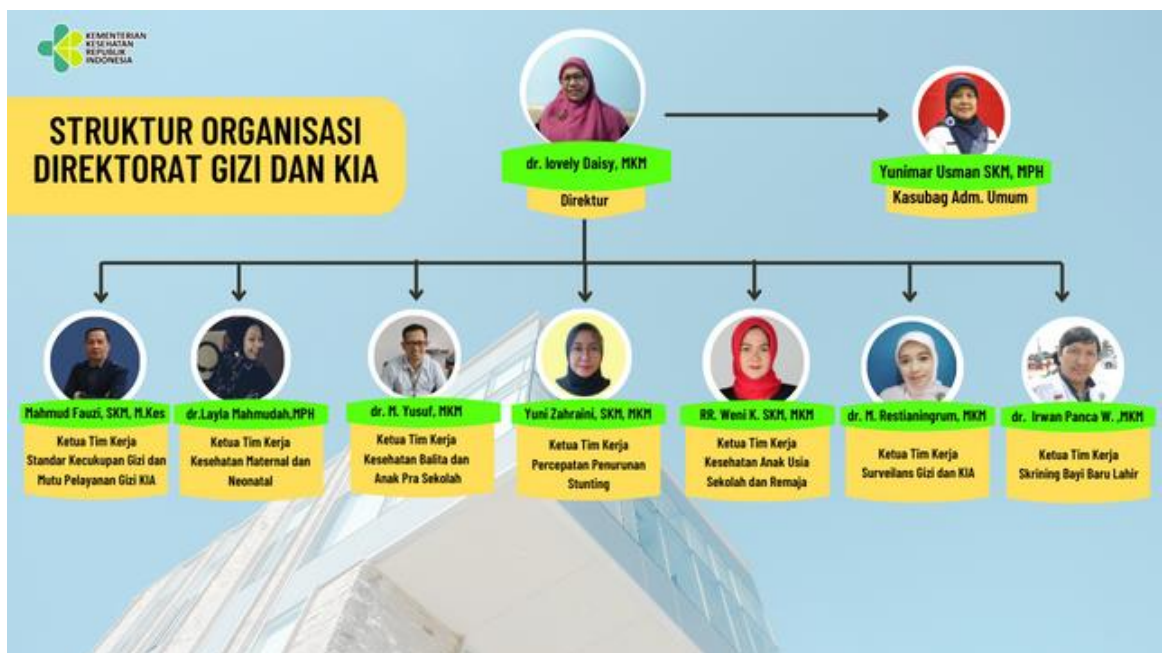 KEMENTERIAN
KESEHATAN
REPUBLIK
INDONESIA
STRUKTUR ORGANISASI
DIREKTORAT GIZI DAN KIA
dr. lovely Daisy, MKM
Direktur
Yunimar Usman SKM, MPH
Kasubag Adm. Umum
Mahmud Fauzi, SKM, M.Kes
Ketua Tim Kerja
Standar Kecukupan Gizi dan
Mutu Pelayanan Gizi KIA
dr.Layla Mahmudah,MPH
Ketua Tim Kerja
Kesehatan Maternal dan
Neonatal
dr. M. Yusuf, MKM
Ketua Tim Kerja
Kesehatan Balita dan
Anak Pra Sekolah
Yuni Zahraini, SKM, MKM
Ketua Tim Kerja
Percepatan Penurunan
Stunting
RR. Weni K. SKM, MKM
Ketua Tim Kerja
Kesehatan Anak Usia
Sekolah dan Remaja
dr. M. Restianingrum, MKM
Ketua Tim Kerja
Surveilans Gizi dan KIA
dr. Irwan Panca W. ,MKM
Ketua Tim Kerja
Skrining Bayi Baru Lahir